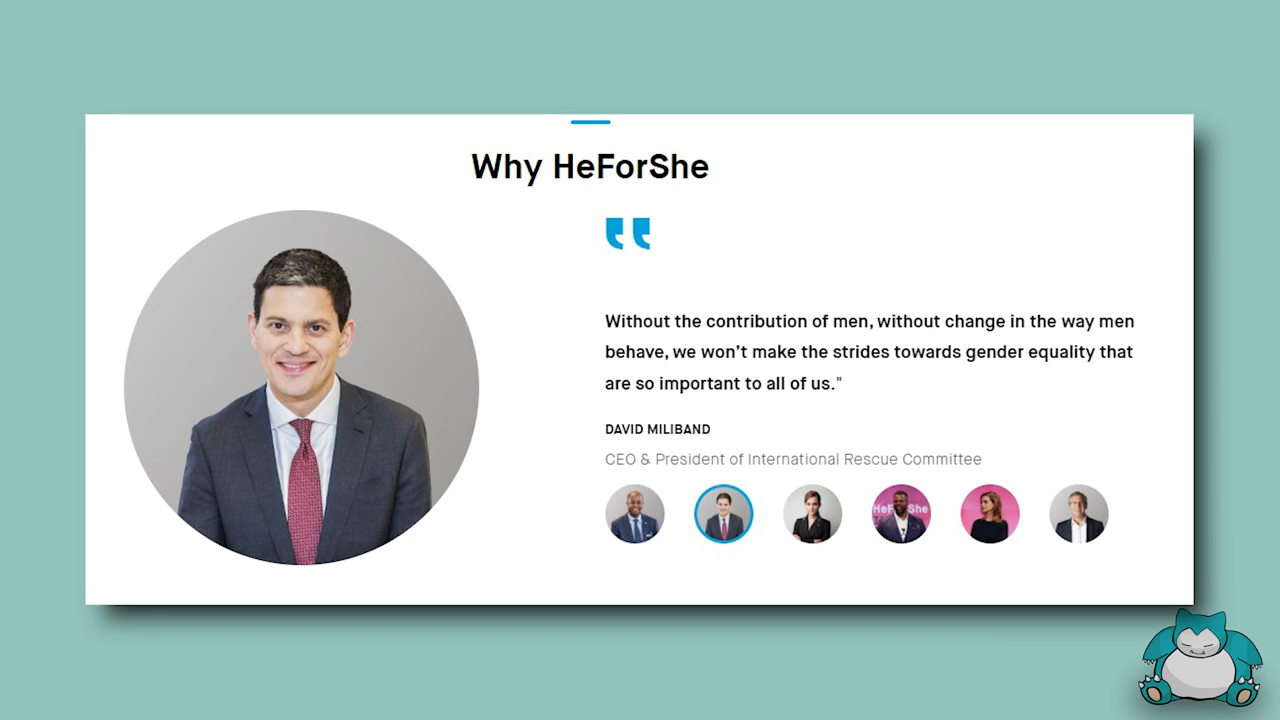 Why HeForShe
Without the contribution of men, without change in the way men
behave, we won’t make the strides towards gender equality that
are so important to all of us."
DAVID MILIBAND
CEO & President of International Rescue Committee
HeForShe